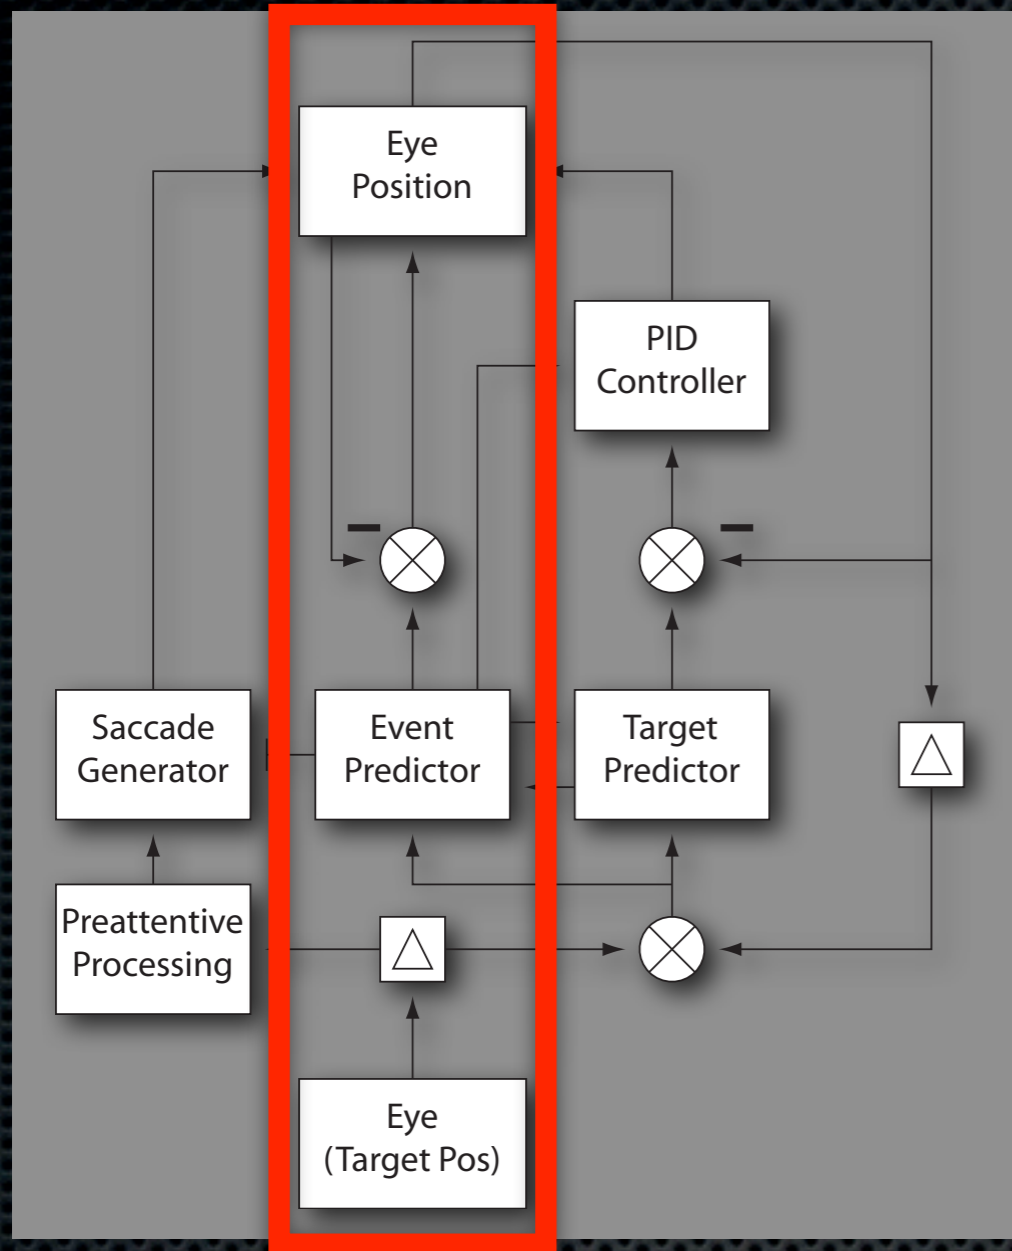 Eye
Position
PID
Controller
Saccade
Generator
Event
Predictor
Target
Predictor
△
Preattentive
Processing
△
Eye
(Target Pos)